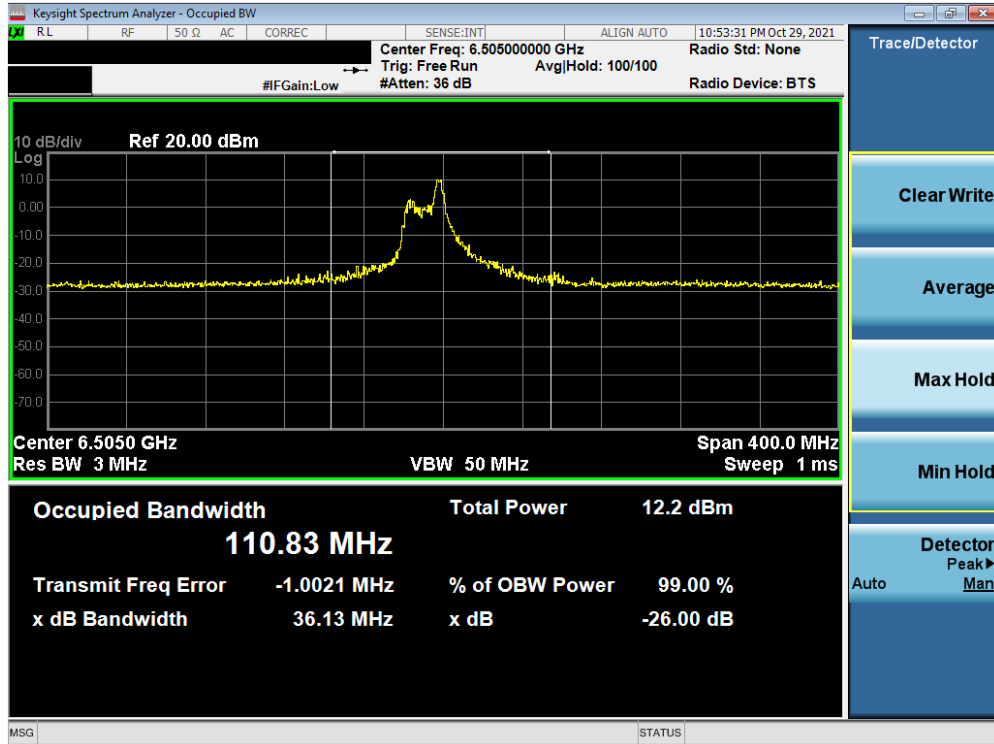 Keysight Spectrum Analyzer - Occupied BW
LXI RL RF 50 Ω AC CORREC SENSE:INT ALIGN AUTO 10:53:31 PM Oct 29, 2021
Center Freq: 6.505000000 GHz Radio Std: None
Trig: Free Run Avg|Hold: 100/100
#IFGain:Low #Atten: 36 dB Radio Device: BTS
10 dB/div Ref 20.00 dBm
Log
10.0
0.00
-10.0
-20.0
-30.0
-40.0
-50.0
-60.0
-70.0
Center 6.5050 GHz Span 400.0 MHz
Res BW 3 MHz VBW 50 MHz Sweep 1 ms
Occupied Bandwidth Total Power 12.2 dBm
110.83 MHz
Transmit Freq Error -1.0021 MHz % of OBW Power 99.00 %
x dB Bandwidth 36.13 MHz x dB -26.00 dB
MSG STATUS
Trace/Detector
Clear Write
Average
Max Hold
Min Hold
Detector
Peak▶
Auto Man